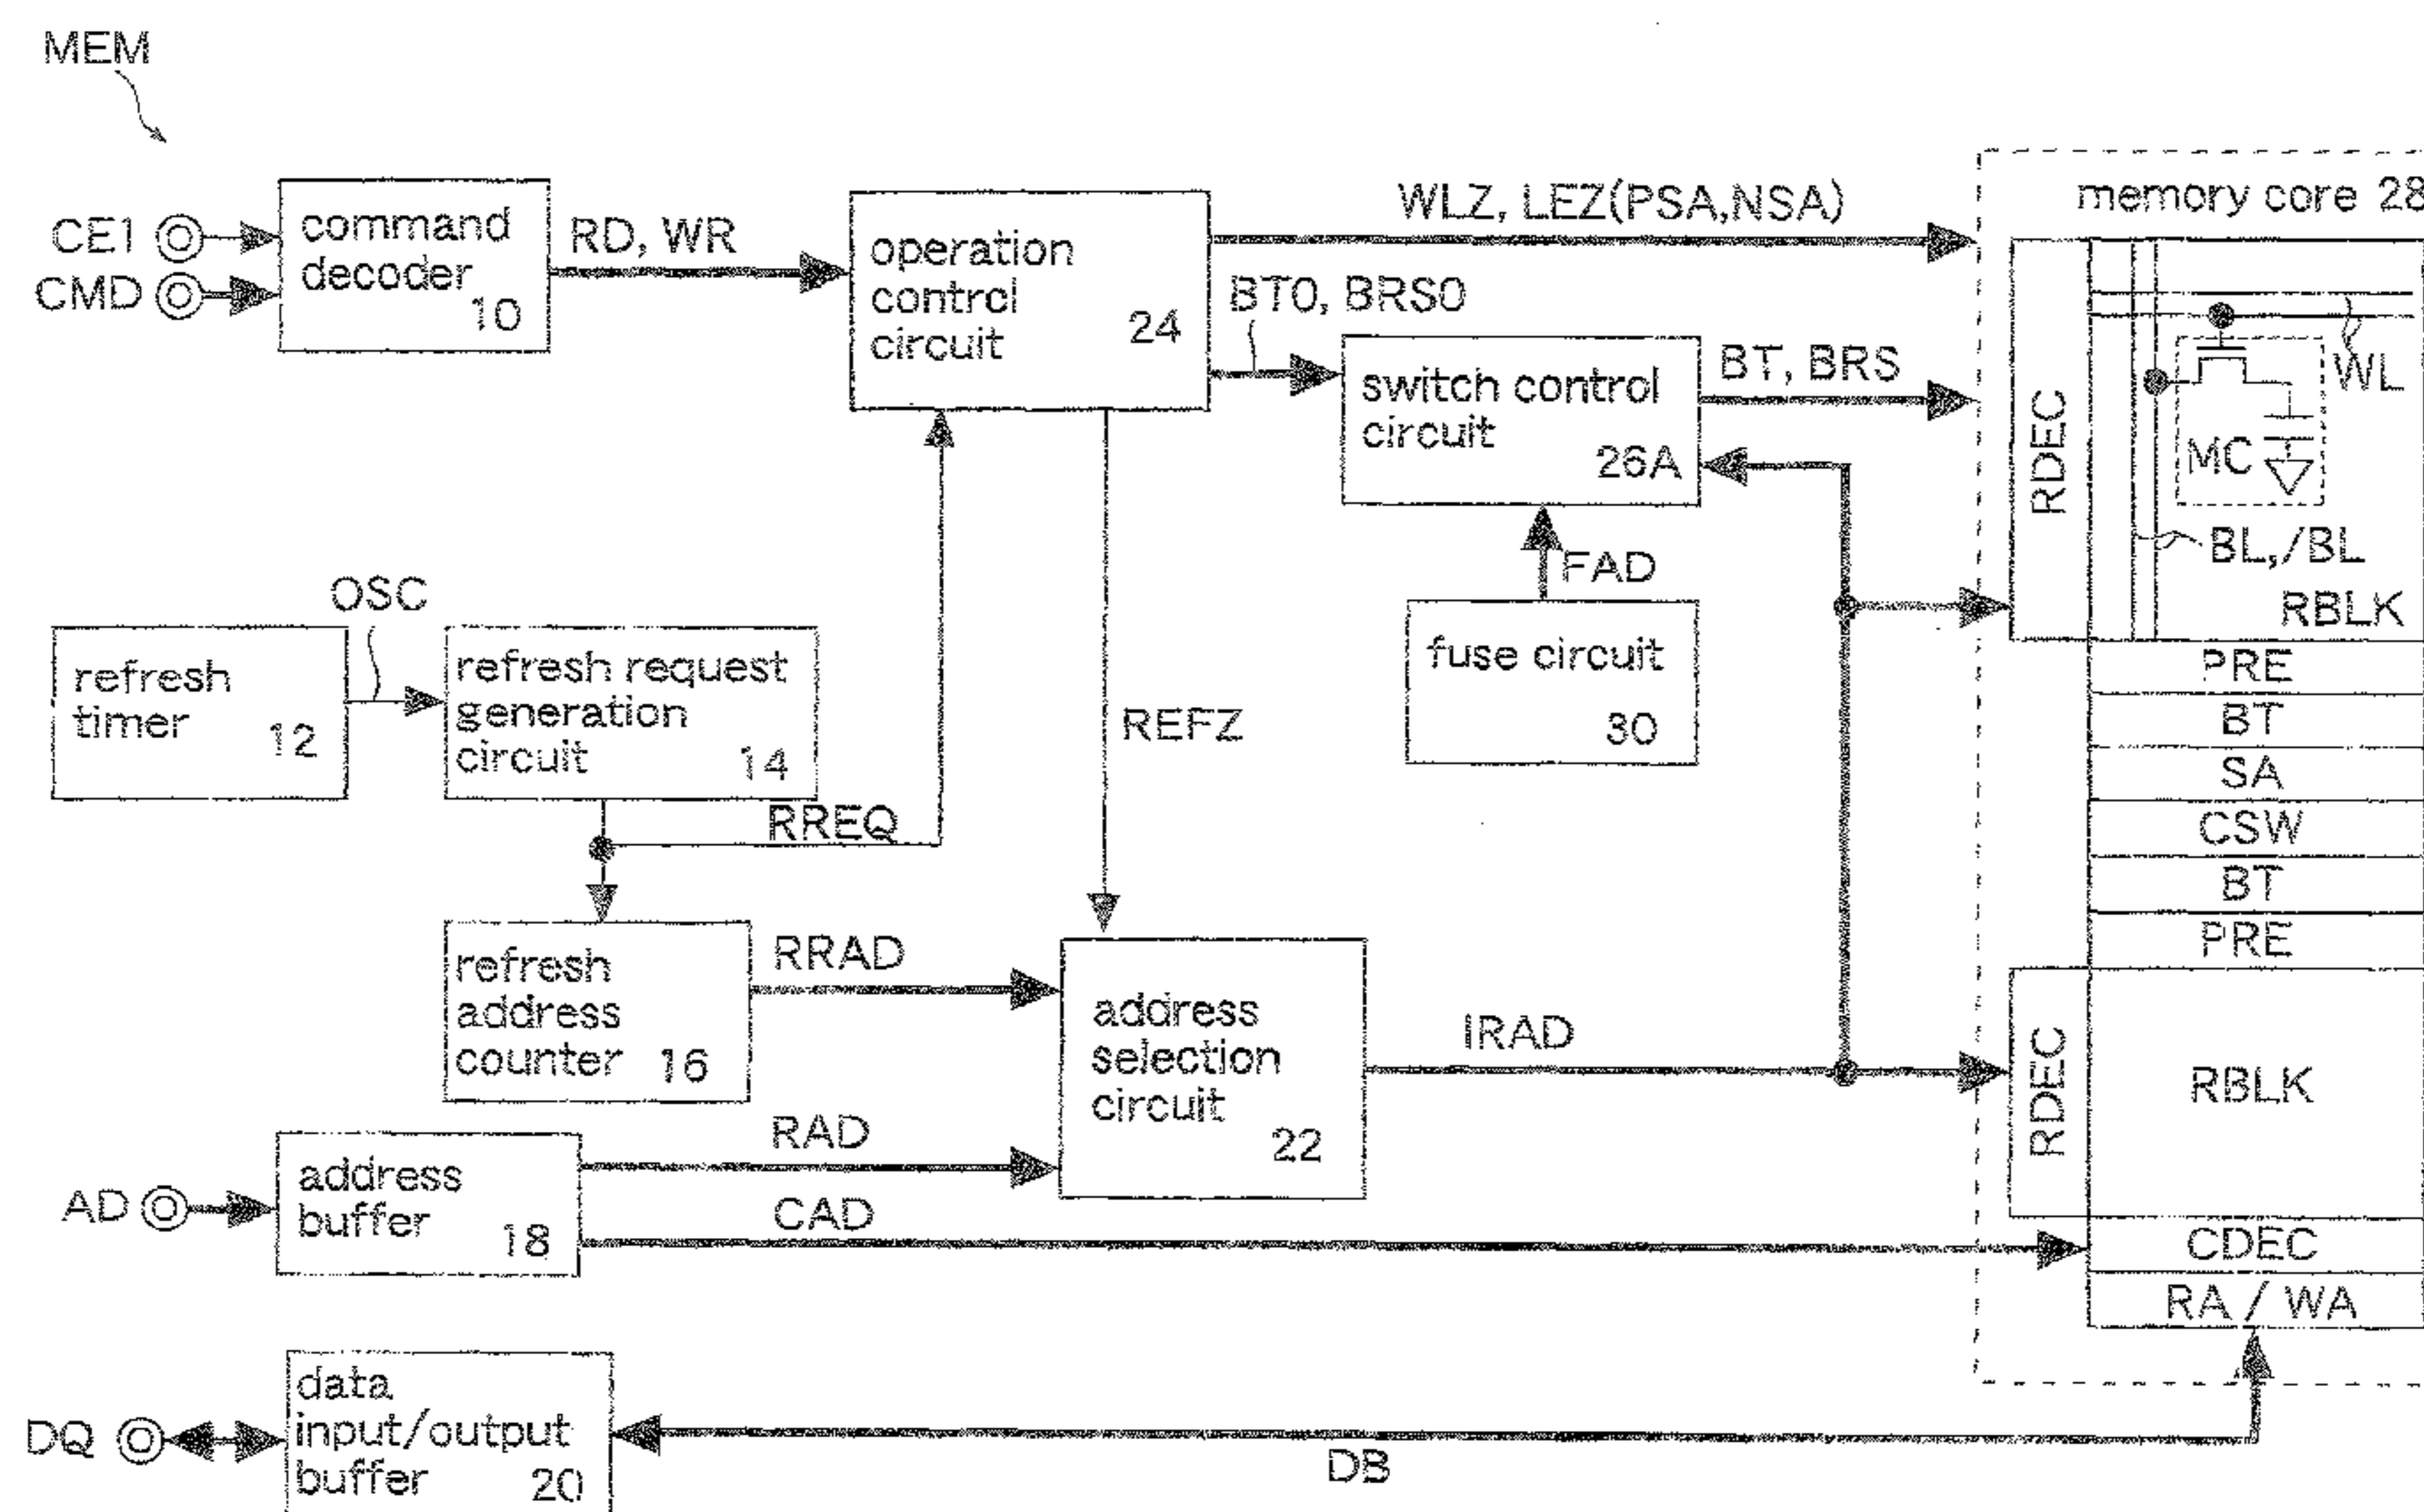 MEM
CE1
CMD
command
decoder
10
RD, WR
operation
control
circuit
24
WLZ, LEZ(PSA,NSA)
BT0, BRS0
switch control
circuit
26A
BT, BRS
memory core 28
RDEC
WL
MC
BL,/BL
RBLK
FAD
fuse circuit
30
OSC
refresh
timer
12
refresh request
generation
circuit
14
RREQ
REFZ
PRE
BT
SA
CSW
BT
PRE
refresh
address
counter
16
RRAD
address
selection
circuit
22
IRAD
RDEC
RBLK
AD
address
buffer
18
RAD
CAD
CDEC
RA / WA
DQ
data
input/output
buffer
20
DB